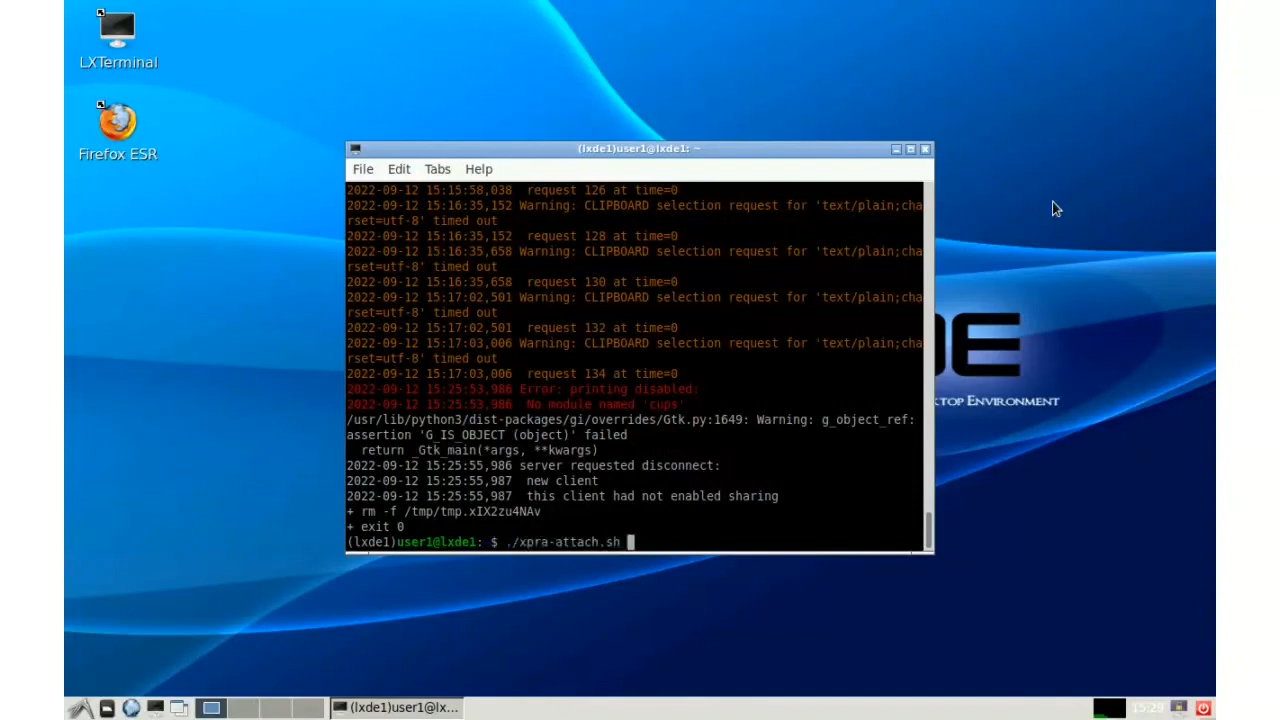 LXTerminal
Firefox ESR
(lxde1)user1@lxde1: ~
File Edit Tabs Help
2022-09-12 15:15:58,038  request 126 at time=0
2022-09-12 15:16:35,152 Warning: CLIPBOARD selection request for 'text/plain;cha
rset=utf-8' timed out
2022-09-12 15:16:35,152  request 128 at time=0
2022-09-12 15:16:35,658 Warning: CLIPBOARD selection request for 'text/plain;cha
rset=utf-8' timed out
2022-09-12 15:16:35,658  request 130 at time=0
2022-09-12 15:17:02,501 Warning: CLIPBOARD selection request for 'text/plain;cha
rset=utf-8' timed out
2022-09-12 15:17:02,501  request 132 at time=0
2022-09-12 15:17:03,006 Warning: CLIPBOARD selection request for 'text/plain;cha
rset=utf-8' timed out
2022-09-12 15:17:03,006  request 134 at time=0
2022-09-12 15:25:53,986 Error: printing disabled:
2022-09-12 15:25:53,986  No module named 'cups'
/usr/lib/python3/dist-packages/gi/overrides/Gtk.py:1649: Warning: g_object_ref:
assertion 'G_IS_OBJECT (object)' failed
  return _Gtk_main(*args, **kwargs)
2022-09-12 15:25:55,986 server requested disconnect:
2022-09-12 15:25:55,987  new client
2022-09-12 15:25:55,987  this client had not enabled sharing
+ rm -f /tmp/tmp.xIX2zu4NAv
+ exit 0
(lxde1)user1@lxde1: $ ./xpra-attach.sh
DE
KTOP ENVIRONMENT
(lxde1)user1@lx...
15:29